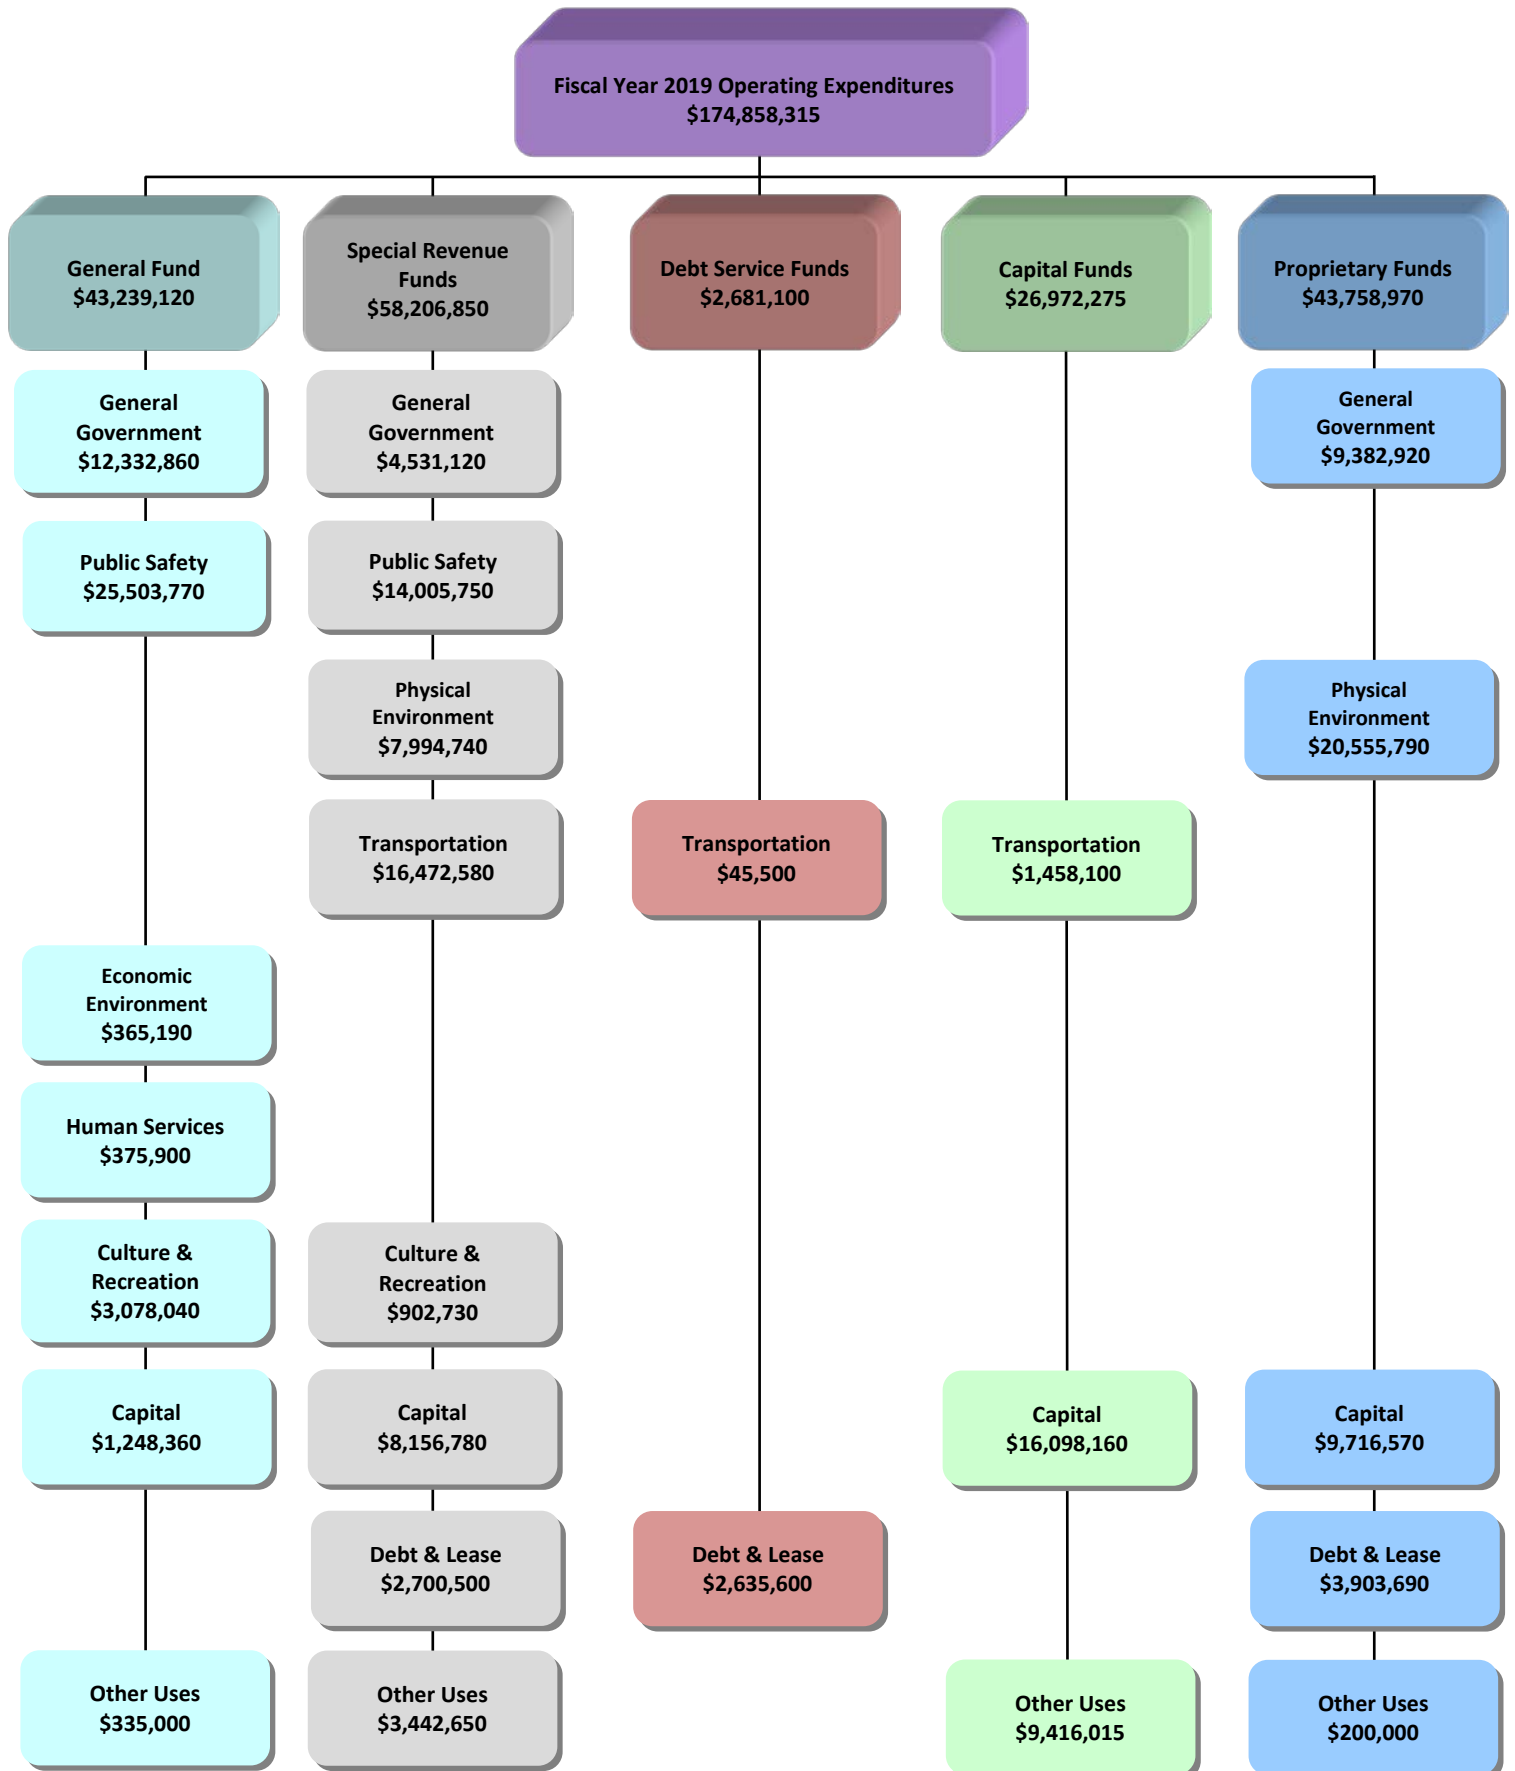 Fiscal Year 2019 Operating Expenditures
$174,858,315
General Fund
$43,239,120
Special Revenue
Funds
$58,206,850
Debt Service Funds
$2,681,100
Capital Funds
$26,972,275
Proprietary Funds
$43,758,970
General
Government
$12,332,860
General
Government
$4,531,120
General
Government
$9,382,920
Public Safety
$25,503,770
Public Safety
$14,005,750
Physical
Environment
$7,994,740
Physical
Environment
$20,555,790
Transportation
$16,472,580
Transportation
$45,500
Transportation
$1,458,100
Economic
Environment
$365,190
Human Services
$375,900
Culture &
Recreation
$3,078,040
Culture &
Recreation
$902,730
Capital
$1,248,360
Capital
$8,156,780
Capital
$16,098,160
Capital
$9,716,570
Debt & Lease
$2,700,500
Debt & Lease
$2,635,600
Debt & Lease
$3,903,690
Other Uses
$335,000
Other Uses
$3,442,650
Other Uses
$9,416,015
Other Uses
$200,000